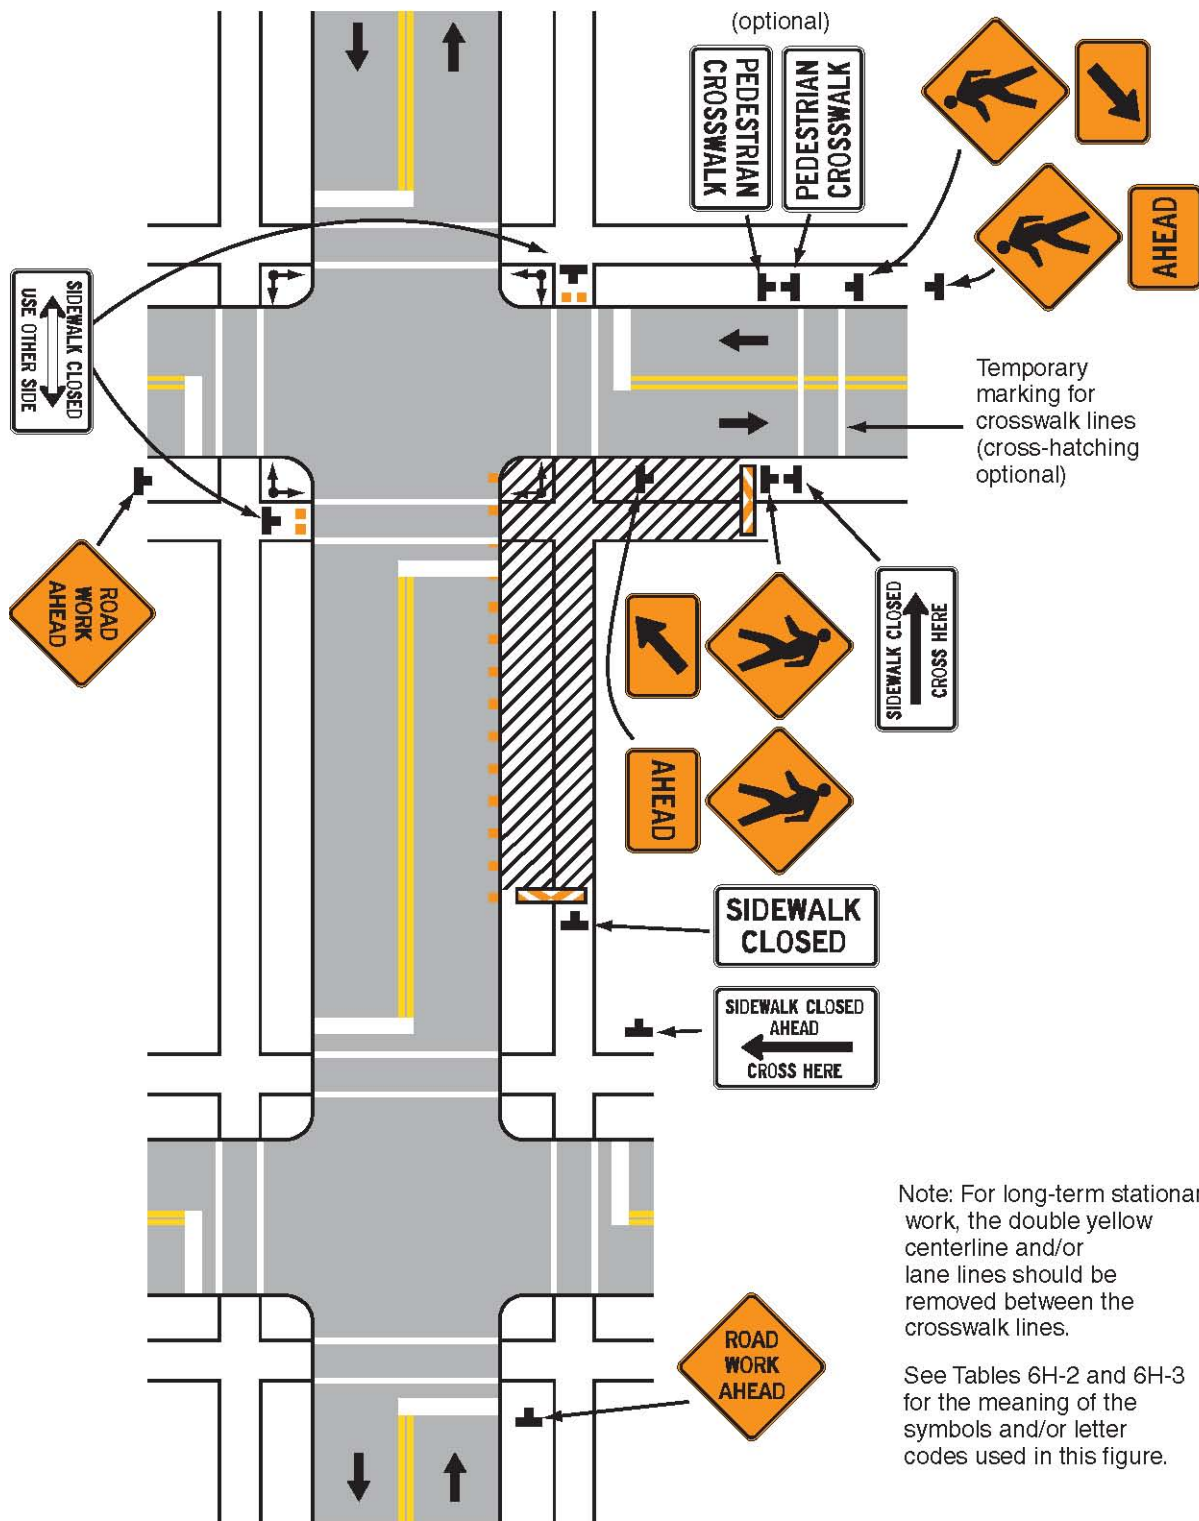 (optional)
PEDESTRIAN
CROSSWALK
PEDESTRIAN
CROSSWALK
AHEAD
SIDEWALK CLOSED
USE OTHER SIDE
Temporary
marking for
crosswalk lines
(cross-hatching
optional)
ROAD
WORK
AHEAD
SIDEWALK CLOSED
CROSS HERE
AHEAD
SIDEWALK
CLOSED
SIDEWALK CLOSED
AHEAD
CROSS HERE
Note: For long-term stationar
work, the double yellow
centerline and/or
lane lines should be
removed between the
crosswalk lines.
ROAD
WORK
AHEAD
See Tables 6H-2 and 6H-3
for the meaning of the
symbols and/or letter
codes used in this figure.